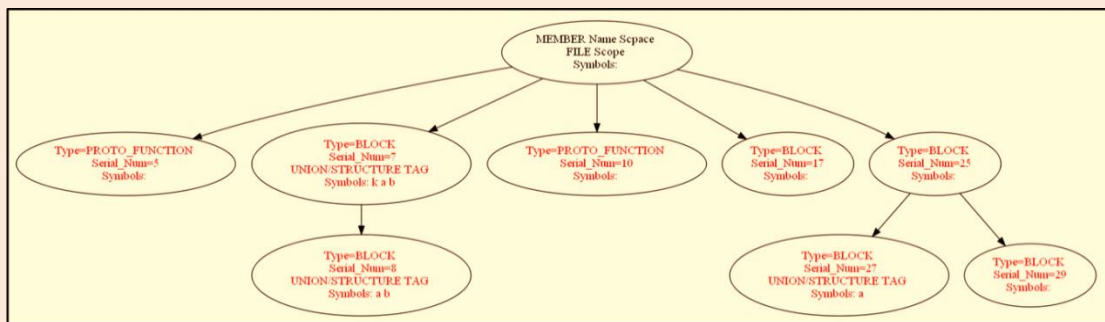 MEMBER Name Scpace
FILE Scope
Symbols:
Type=PROTO_FUNCTION
Serial_Num=5
Symbols:
Type=BLOCK
Serial_Num=7
UNION/STRUCTURE TAG
Symbols: k a b
Type=PROTO_FUNCTION
Serial_Num=10
Symbols:
Type=BLOCK
Serial_Num=17
Symbols:
Type=BLOCK
Serial_Num=25
Symbols:
Type=BLOCK
Serial_Num=8
UNION/STRUCTURE TAG
Symbols: a b
Type=BLOCK
Serial_Num=27
UNION/STRUCTURE TAG
Symbols: a
Type=BLOCK
Serial_Num=29
Symbols: